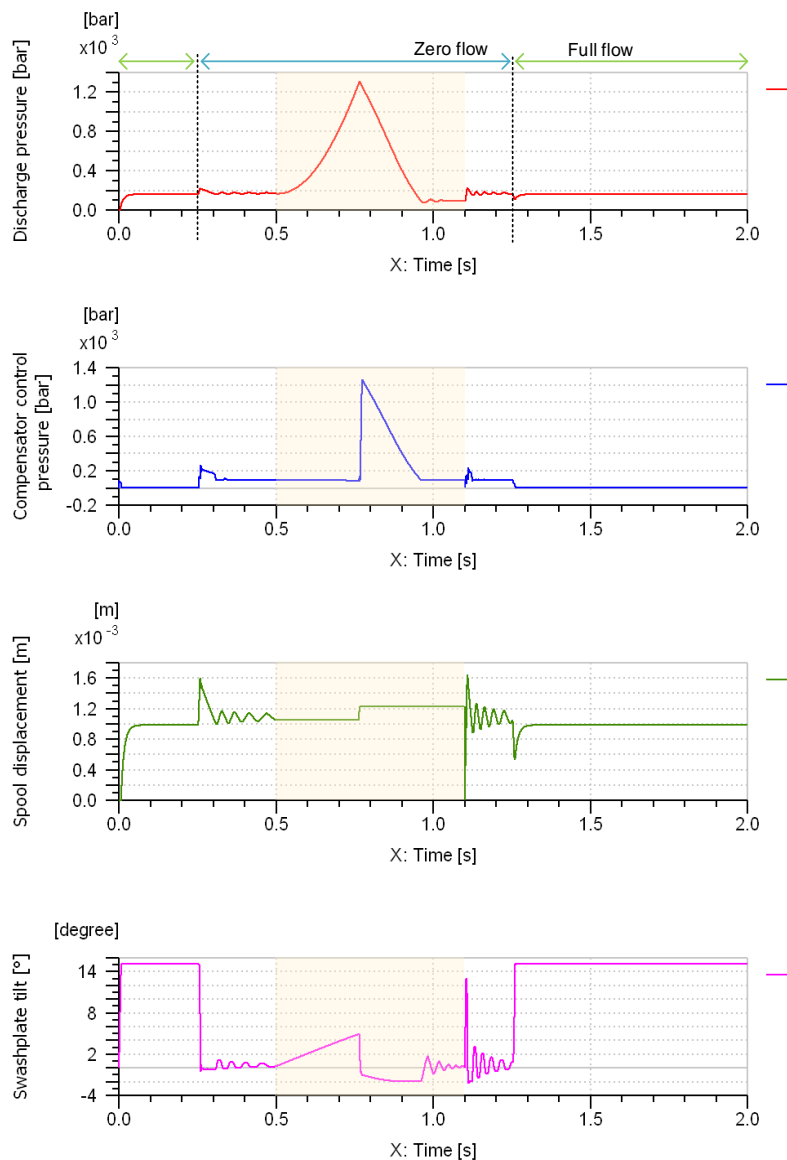 [bar]
x10 3
Zero flow
Full flow
Discharge pressure [bar]
1.2
0.8
0.4
0.0
0.0 0.5 1.0 1.5 2.0
X: Time [s]
[bar]
x10 3
Compensator control
pressure [bar]
1.4
1.0
0.6
0.2
-0.2
0.0 0.5 1.0 1.5 2.0
X: Time [s]
[m]
x10 -3
Spool displacement [m]
1.6
1.2
0.8
0.4
0.0
0.0 0.5 1.0 1.5 2.0
X: Time [s]
[degree]
Swashplate tilt [°]
14
8
2
-4
0.0 0.5 1.0 1.5 2.0
X: Time [s]